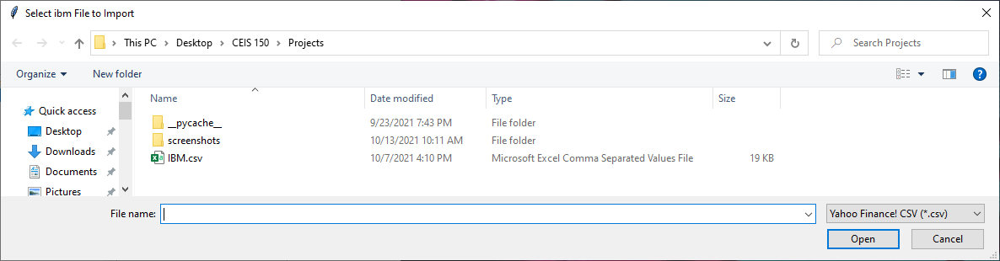 Select ibm File to Import
This PC > Desktop > CEIS 150 > Projects
Search Projects
Organize
New folder
Name Date modified Type Size
Quick access
Desktop
Downloads
Documents
Pictures
__pycache__ 9/23/2021 7:43 PM File folder
screenshots 10/13/2021 10:11 AM File folder
IBM.csv 10/7/2021 4:10 PM Microsoft Excel Comma Separated Values File 19 KB
File name:
Yahoo Finance! CSV (*.csv)
Open
Cancel